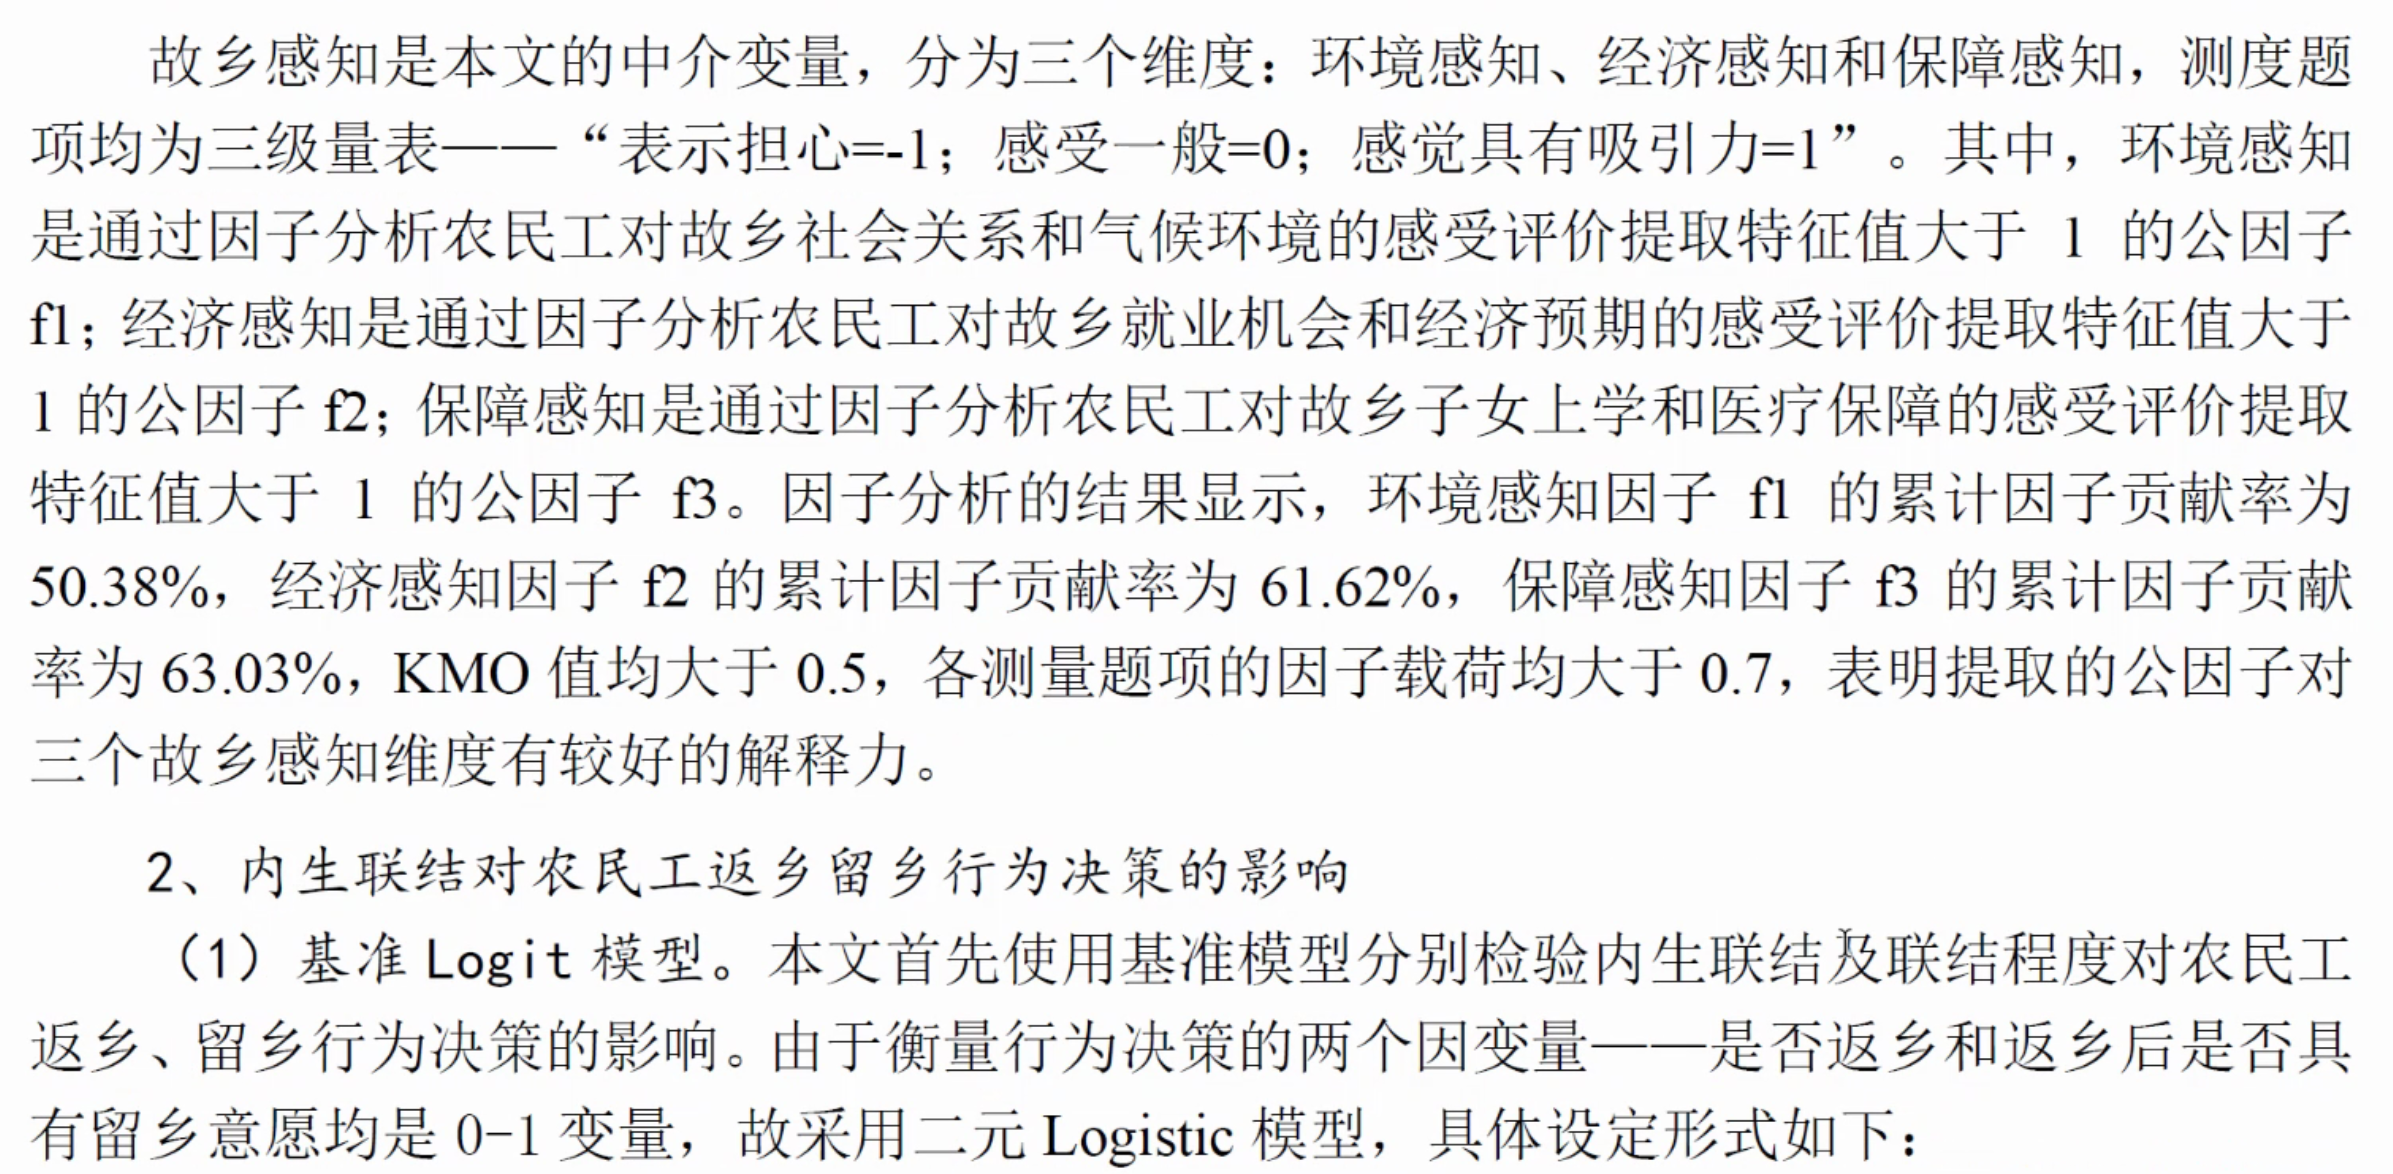 故乡感知是本文的中介变量，分为三个维度：环境感知、经济感知和保障感知，测度题
项均为三级量表——“表示担心=-1；感受一般=0；感觉具有吸引力=1”。其中，环境感知
是通过因子分析农民工对故乡社会关系和气候环境的感受评价提取特征值大于 1 的公因子
f1；经济感知是通过因子分析农民工对故乡就业机会和经济预期的感受评价提取特征值大于
1 的公因子 f2；保障感知是通过因子分析农民工对故乡子女上学和医疗保障的感受评价提取
特征值大于 1 的公因子 f3。因子分析的结果显示，环境感知因子 f1 的累计因子贡献率为
50.38%，经济感知因子 f2 的累计因子贡献率为 61.62%，保障感知因子 f3 的累计因子贡献
率为 63.03%，KMO 值均大于 0.5，各测量题项的因子载荷均大于 0.7，表明提取的公因子对
三个故乡感知维度有较好的解释力。
2、内生联结对农民工返乡留乡行为决策的影响
（1）基准 Logit 模型。本文首先使用基准模型分别检验内生联结及联结程度对农民工
返乡、留乡行为决策的影响。由于衡量行为决策的两个因变量——是否返乡和返乡后是否具
有留乡意愿均是 0-1 变量，故采用二元 Logistic 模型，具体设定形式如下：